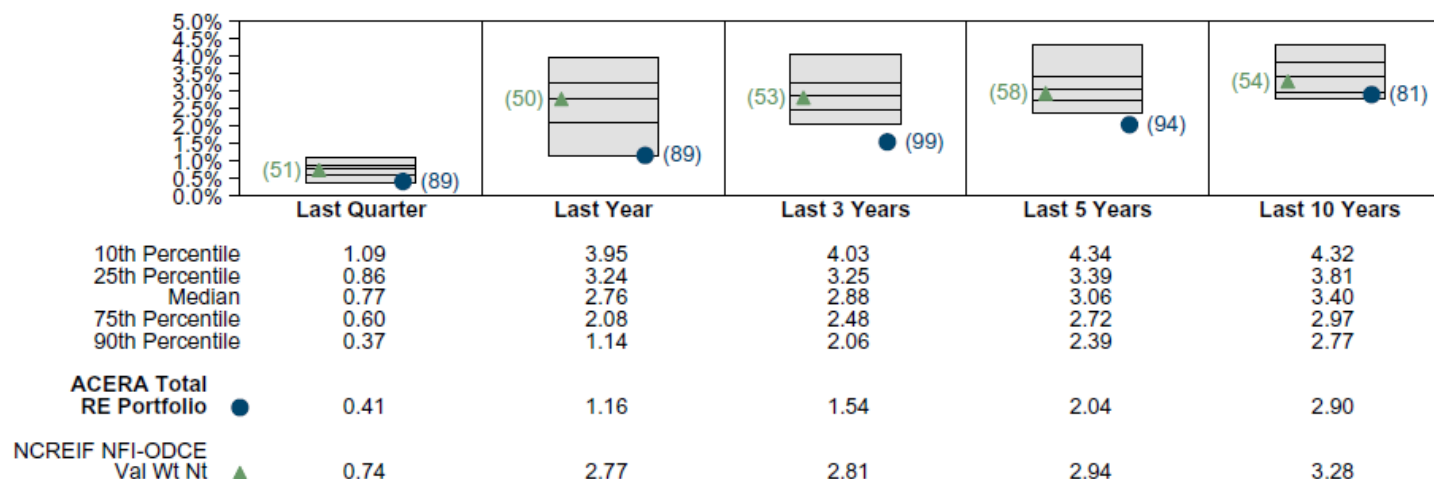 5.0%
4.5%
4.0%
3.5%
3.0%
2.5%
2.0%
1.5%
1.0%
0.5%
0.0%
(51) (89)
(50) (89)
(53) (99)
(58) (94)
(54) (81)
Last Quarter Last Year Last 3 Years Last 5 Years Last 10 Years
10th Percentile 1.09 3.95 4.03 4.34 4.32
25th Percentile 0.86 3.24 3.25 3.39 3.81
Median 0.77 2.76 2.88 3.06 3.40
75th Percentile 0.60 2.08 2.48 2.72 2.97
90th Percentile 0.37 1.14 2.06 2.39 2.77
ACERA Total
RE Portfolio 0.41 1.16 1.54 2.04 2.90
NCREIF NFI-ODCE
Val Wt Nt 0.74 2.77 2.81 2.94 3.28